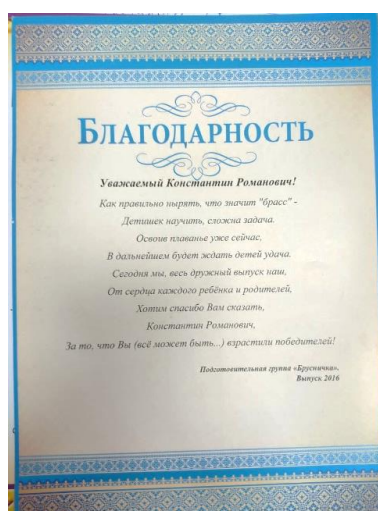 БЛАГОДАРНОСТЬ
Уважаемый Константин Романович!
Как правильно нырять, что значит "брасс" -
Детишек научить, сложна задача.
Освоив плаванье уже сейчас,
В дальнейшем будет ждать детей удача.
Сегодня мы, весь дружный выпуск наш,
От сердца каждого ребёнка и родителей,
Хотим спасибо Вам сказать,
Константин Романович,
За то, что Вы (всё может быть...) взрастили победителей!
Подготовительная группа «Брусничка»,
Выпуск 2016